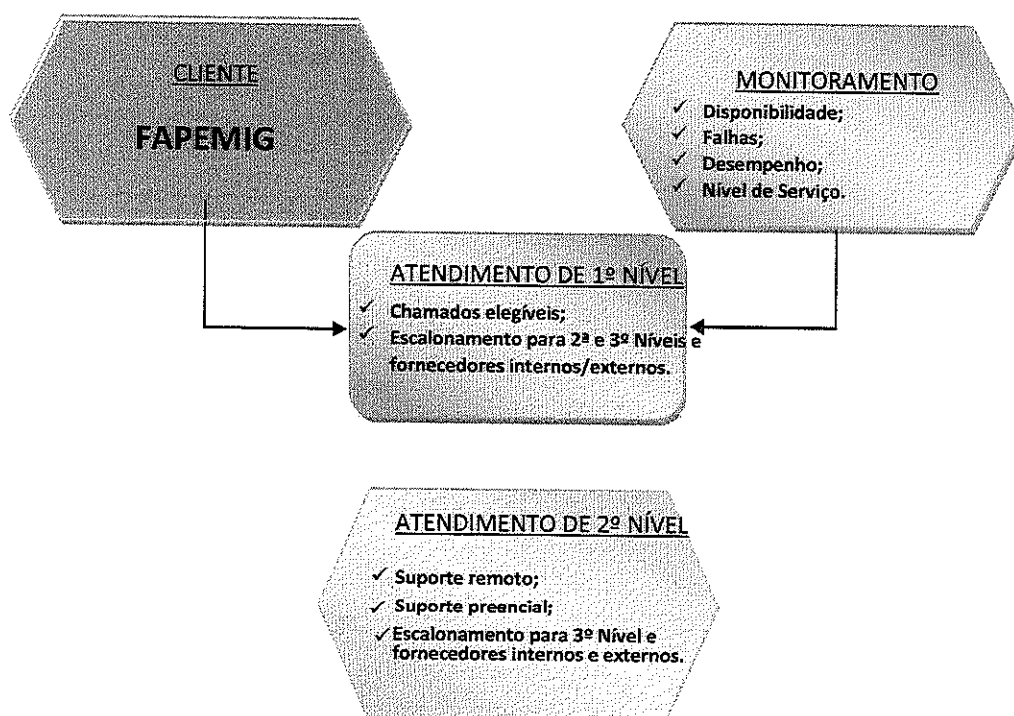 CLIENTE
FAPEMIG
MONITORAMENTO
✓ Disponibilidade;
✓ Falhas;
✓ Desempenho;
✓ Nível de Serviço.
ATENDIMENTO DE 1º NÍVEL
✓ Chamados elegíveis;
✓ Escalonamento para 2ª e 3º Níveis e
fornecedores internos/externos.
ATENDIMENTO DE 2º NÍVEL
✓ Suporte remoto;
✓ Suporte preencial;
✓ Escalonamento para 3º Nível e
fornecedores internos e externos.